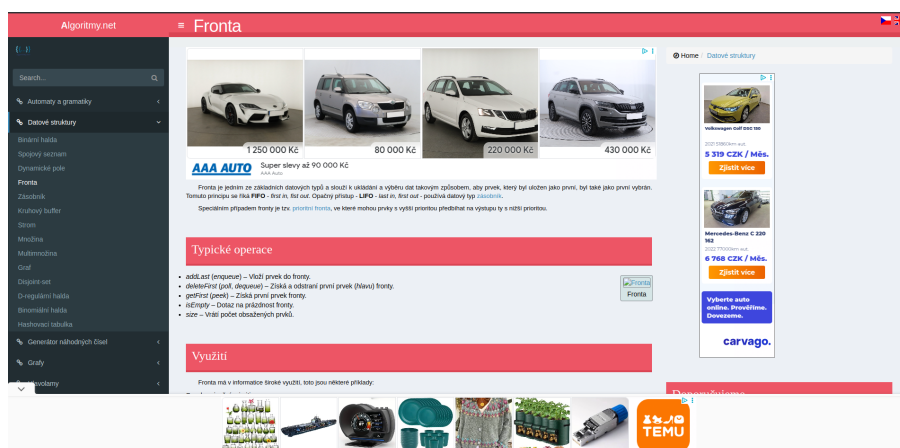 Algoritmy.net
≡ Fronta
Search...
Automaty a gramatiky
Datové struktury
Binární halda
Spojový seznam
Dynamické pole
Fronta
Zásobník
Kruhový buffer
Strom
Množina
Multimnožina
Graf
Disjoint-set
D-regulární halda
Binomiální halda
Hashovací tabulka
Generátor náhodných čísel
Grafy
Hlavolamy
1 250 000 Kč
80 000 Kč
220 000 Kč
430 000 Kč
AAA AUTO
Super slevy až 90 000 Kč
AAA Auto
Fronta je jedním ze základních datových typů a slouží k ukládání a výběru dat takovým způsobem, aby prvek, který byl uložen jako první, byl také jako první vybrán.
Tomuto principu se říká FIFO - first in, fist out. Opačný přístup - LIFO - last in, first out - používá datový typ zásobník.
Speciálním případem fronty je tzv. prioritní fronta, ve které mohou prvky s vyšší prioritou předbíhat na výstupu ty s nižší prioritou.
Typické operace
addLast (enqueue) – Vloží prvek do fronty.
deleteFirst (poll, dequeue) – Získá a odstraní první prvek (hlavu) fronty.
getFirst (peek) – Získá první prvek fronty.
isEmpty – Dotaz na prázdnost fronty.
size – Vrátí počet obsažených prvků.
Fronta
Fronta
Využití
Fronta má v informatice široké využití, toto jsou některé příklady:
Home / Datové struktury
Volkswagen Golf DSG 150
5 319 CZK / Měs.
Zjistit více
Mercedes-Benz C 220
162
6 768 CZK / Měs.
Zjistit více
Vyberte auto
online. Prověříme.
Dovezeme.
carvago.
Doporučujeme
TEMU